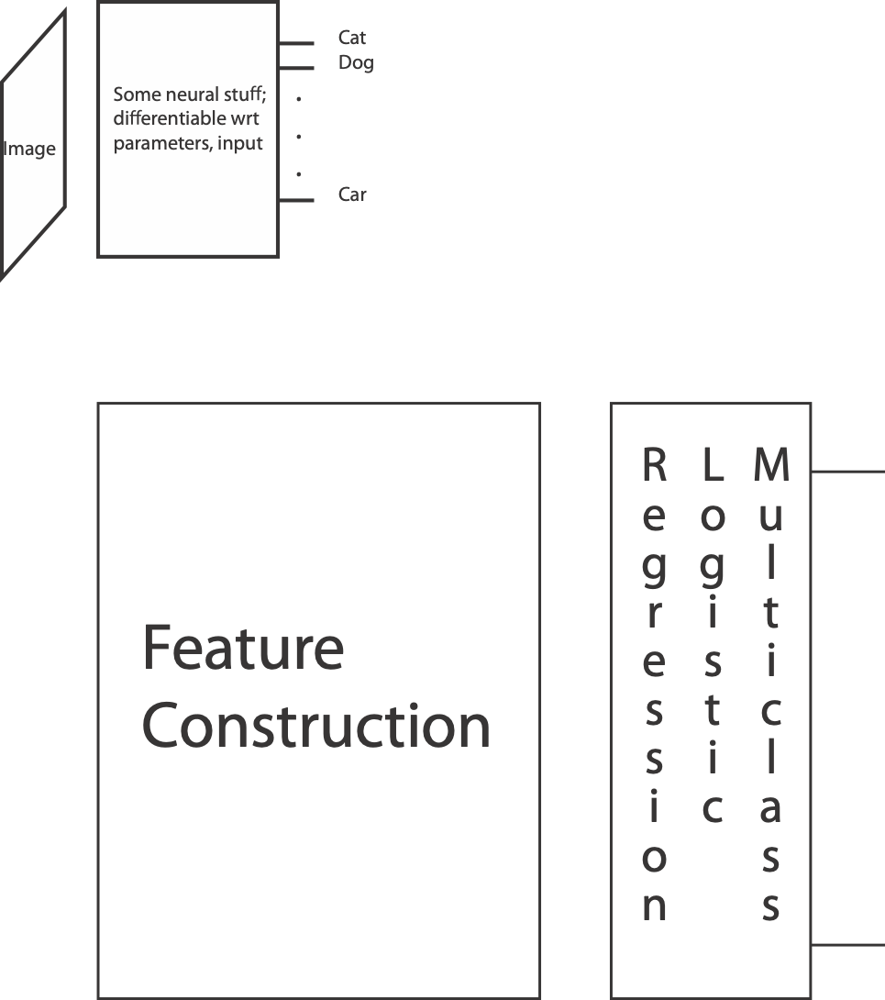 Image
Some neural stuff;
differentiable wrt
parameters, input
Cat
Dog
.
.
.
Car
Feature
Construction
Regression
Logistic
Multiclass